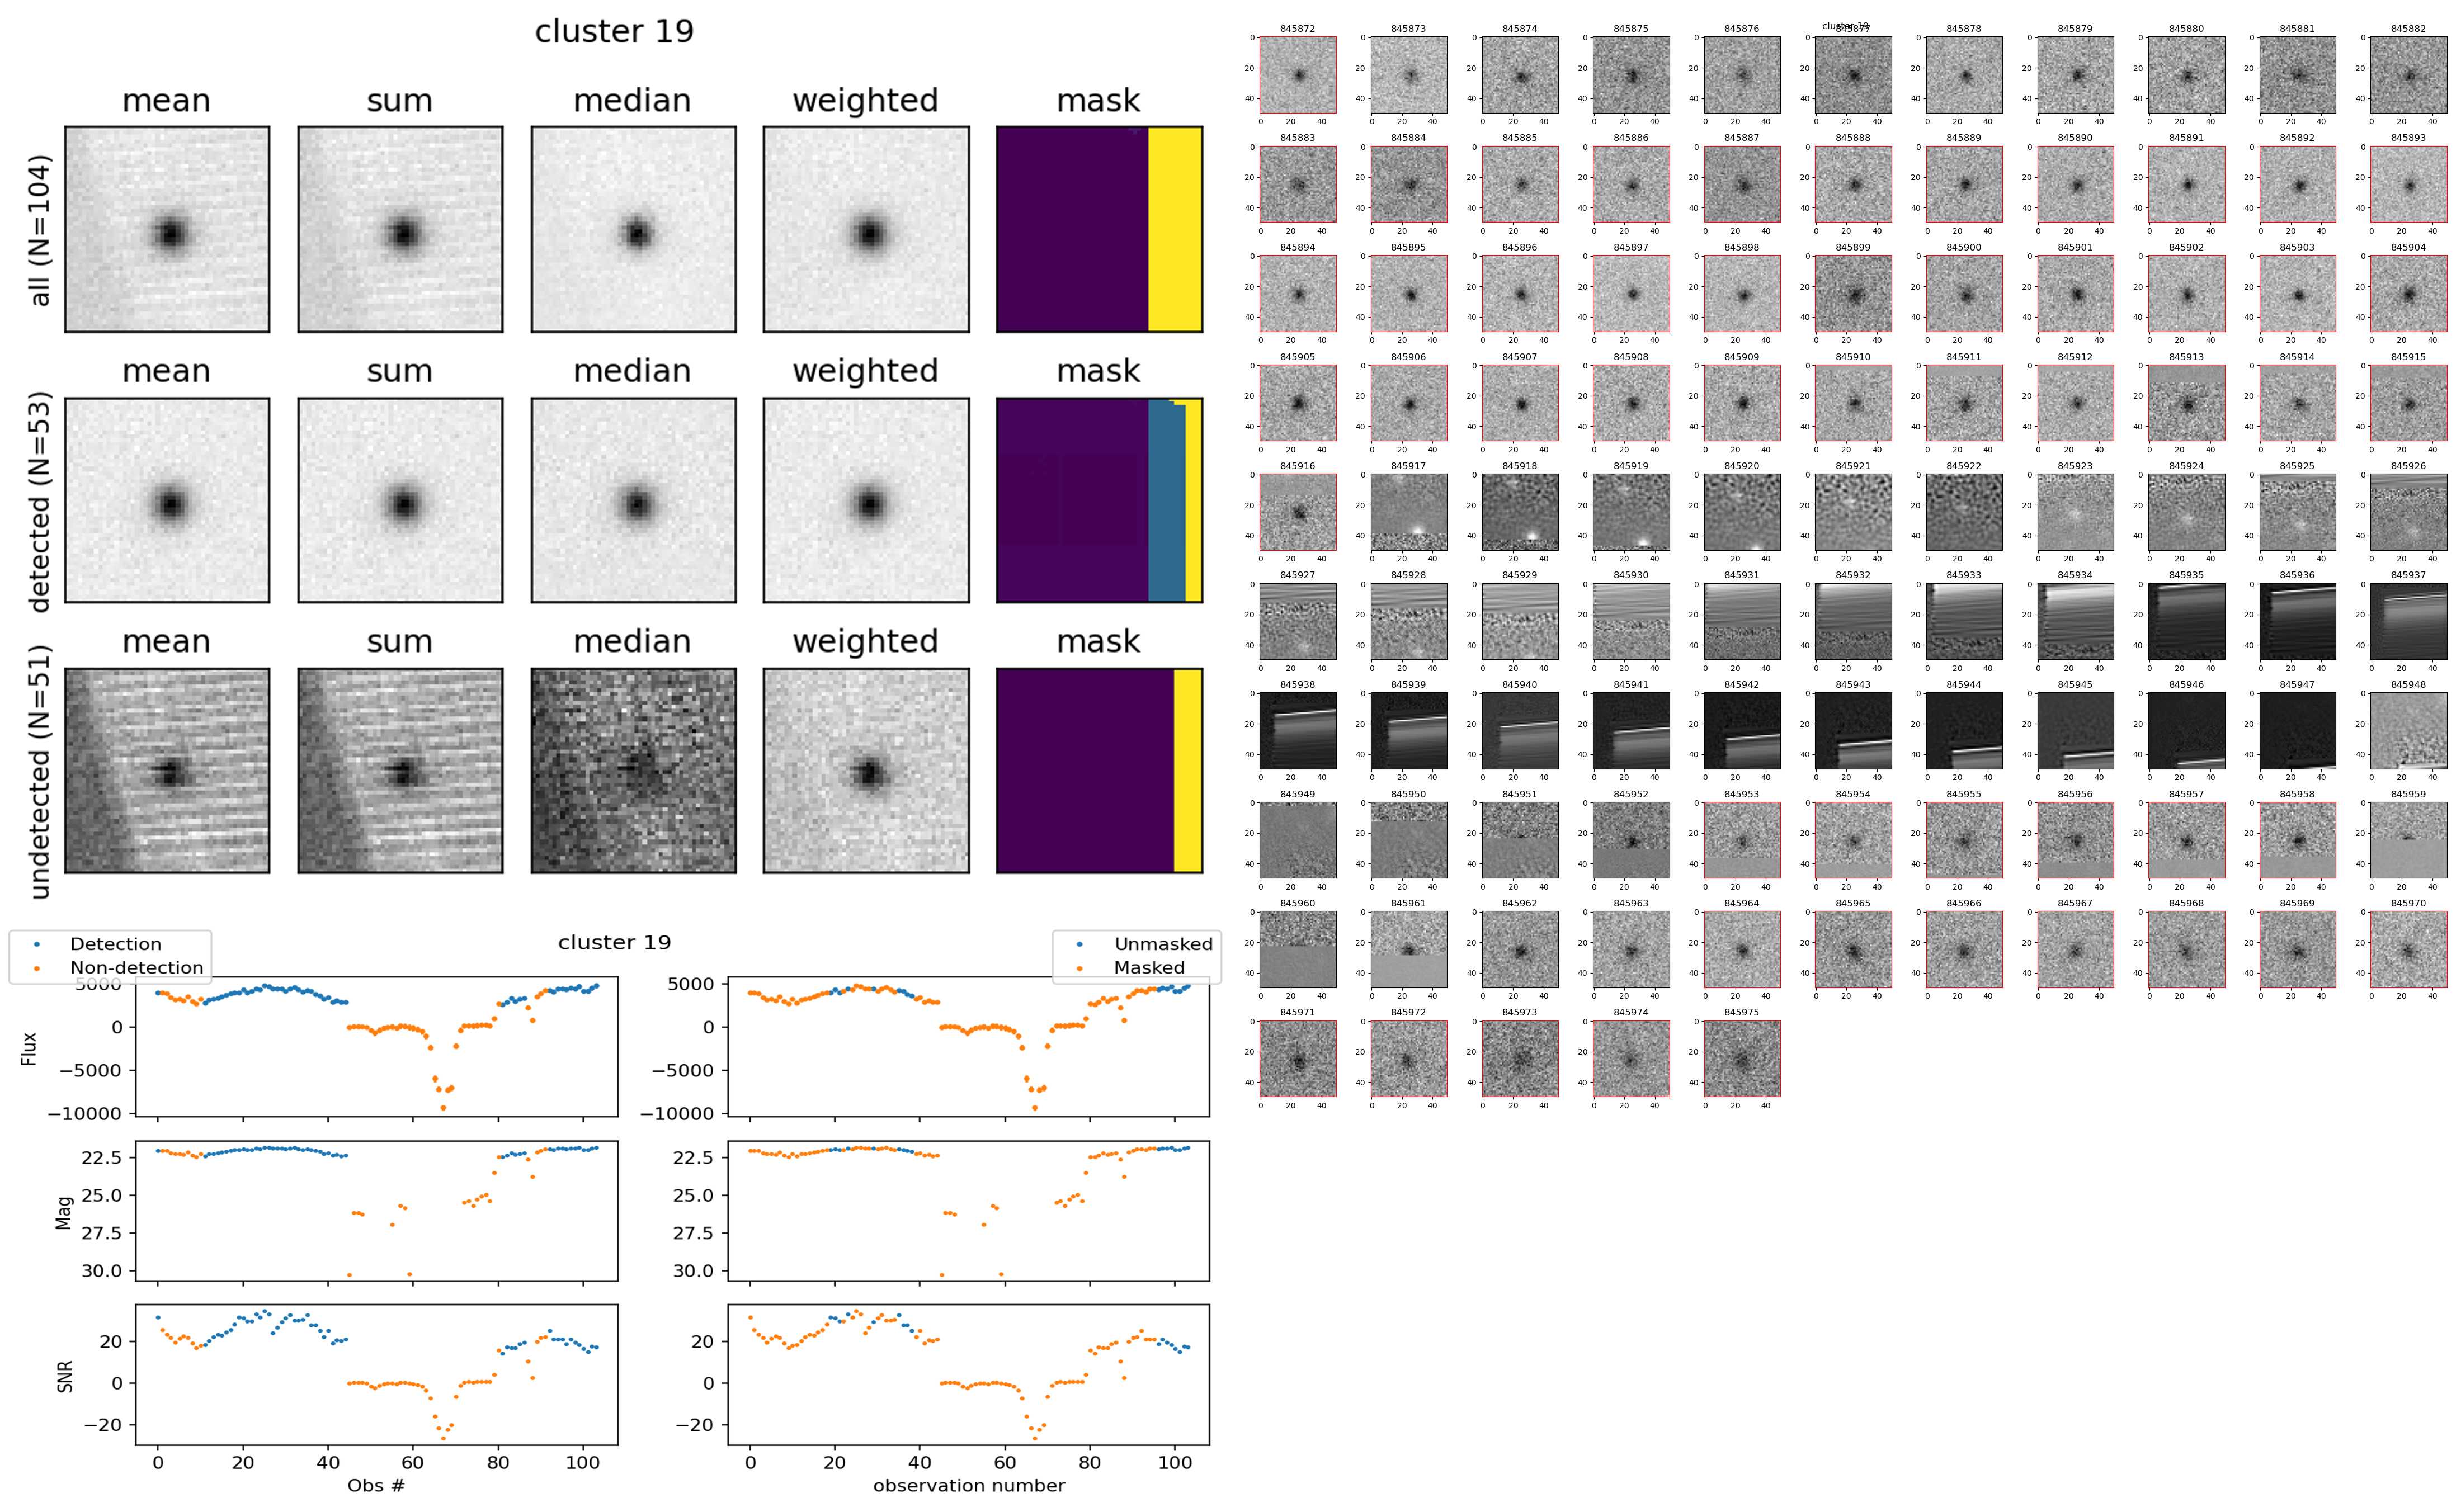 cluster 19
mean sum median weighted mask
all (N=104)
mean sum median weighted mask
detected (N=53)
mean sum median weighted mask
undetected (N=51)
cluster 19
Detection
Non-detection
Unmasked
Masked
Flux
5000
0
−5000
−10000
5000
0
−5000
−10000
Mag
22.5
25.0
27.5
30.0
22.5
25.0
27.5
30.0
SNR
20
0
−20
20
0
−20
0 20 40 60 80 100
Obs #
0 20 40 60 80 100
observation number
cluster 19
845872 845873 845874 845875 845876 845877 845878 845879 845880 845881 845882
845883 845884 845885 845886 845887 845888 845889 845890 845891 845892 845893
845894 845895 845896 845897 845898 845899 845900 845901 845902 845903 845904
845905 845906 845907 845908 845909 845910 845911 845912 845913 845914 845915
845916 845917 845918 845919 845920 845921 845922 845923 845924 845925 845926
845927 845928 845929 845930 845931 845932 845933 845934 845935 845936 845937
845938 845939 845940 845941 845942 845943 845944 845945 845946 845947 845948
845949 845950 845951 845952 845953 845954 845955 845956 845957 845958 845959
845960 845961 845962 845963 845964 845965 845966 845967 845968 845969 845970
845971 845972 845973 845974 845975